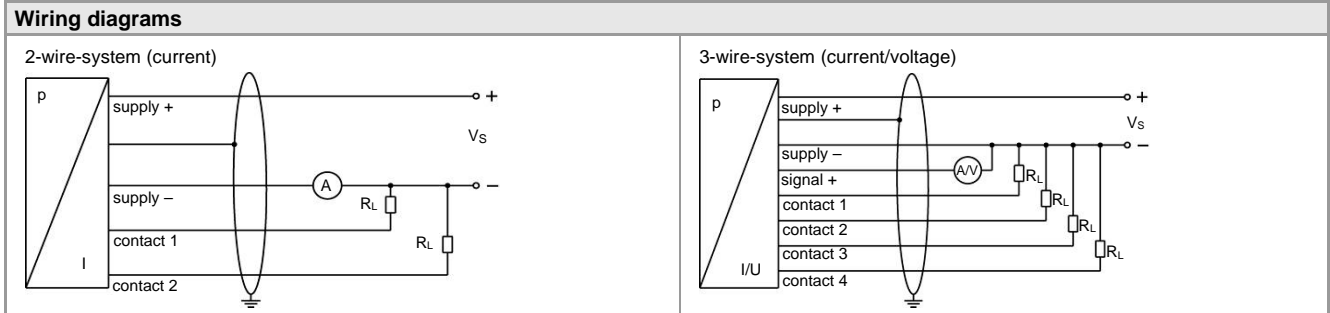 Wiring diagrams
2-wire-system (current)
p
supply +
+
VS
supply –
A
–
RL
contact 1
RL
I
contact 2
3-wire-system (current/voltage)
p
supply +
+
VS
supply –
–
A/V
signal +
RL
contact 1
RL
contact 2
RL
contact 3
RL
I/U
contact 4